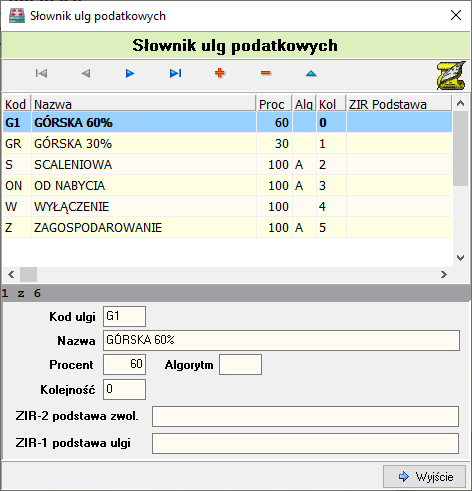 Słownik ulg podatkowych
Słownik ulg podatkowych
Kod Nazwa Proc Alg Kol ZIR Podstawa
G1 GÓRSKA 60% 60 0
GR GÓRSKA 30% 30 1
S SCALENIOWA 100 A 2
ON OD NABYCIA 100 A 3
W WYŁĄCZENIE 100 4
Z ZAGOSPODAROWANIE 100 A 5
1 z 6
Kod ulgi G1
Nazwa GÓRSKA 60%
Procent 60 Algorytm
Kolejność 0
ZIR-2 podstawa zwol.
ZIR-1 podstawa ulgi
Wyjście